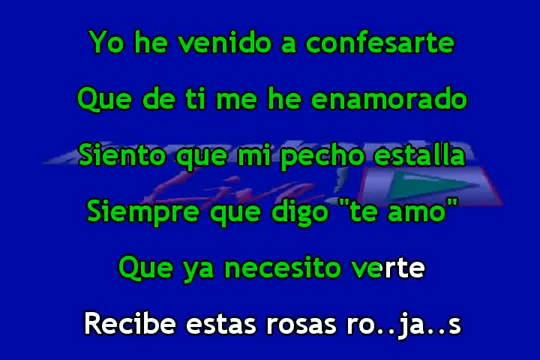 Yo he venido a confesarte
Que de ti me he enamorado
Siento que mi pecho estalla
Siempre que digo "te amo"
Que ya necesito verte
Recibe estas rosas ro..ja..s